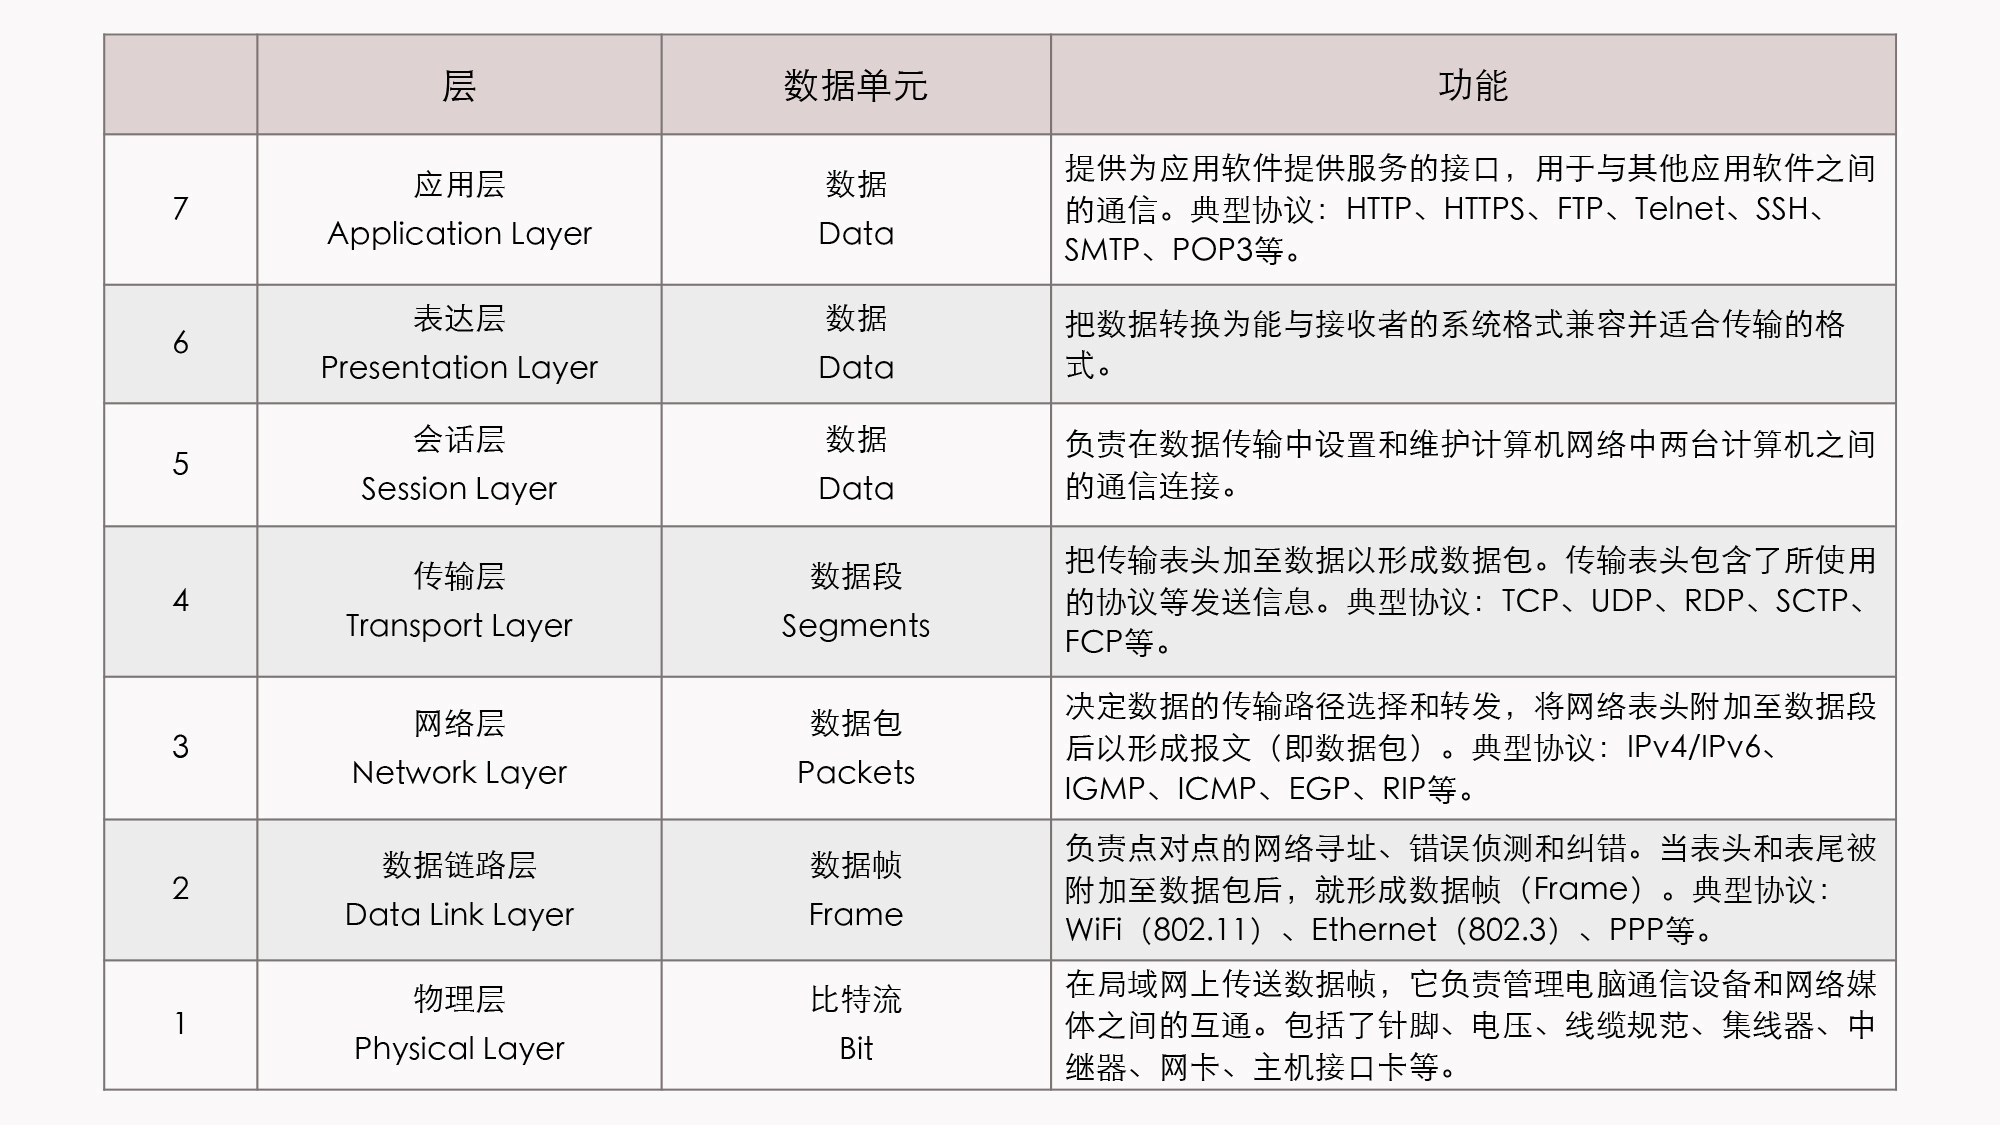 层
数据单元
功能
7
应用层
Application Layer
数据
Data
提供为应用软件提供服务的接口，用于与其他应用软件之间
的通信。典型协议：HTTP、HTTPS、FTP、Telnet、SSH、
SMTP、POP3等。
6
表达层
Presentation Layer
数据
Data
把数据转换为能与接收者的系统格式兼容并适合传输的格
式。
5
会话层
Session Layer
数据
Data
负责在数据传输中设置和维护计算机网络中两台计算机之间
的通信连接。
4
传输层
Transport Layer
数据段
Segments
把传输表头加至数据以形成数据包。传输表头包含了所使用
的协议等发送信息。典型协议：TCP、UDP、RDP、SCTP、
FCP等。
3
网络层
Network Layer
数据包
Packets
决定数据的传输路径选择和转发，将网络表头附加至数据段
后以形成报文（即数据包）。典型协议：IPv4/IPv6、
IGMP、ICMP、EGP、RIP等。
2
数据链路层
Data Link Layer
数据帧
Frame
负责点对点的网络寻址、错误侦测和纠错。当表头和表尾被
附加至数据包后，就形成数据帧（Frame）。典型协议：
WiFi（802.11）、Ethernet（802.3）、PPP等。
1
物理层
Physical Layer
比特流
Bit
在局域网上传送数据帧，它负责管理电脑通信设备和网络媒
体之间的互通。包括了针脚、电压、线缆规范、集线器、中
继器、网卡、主机接口卡等。